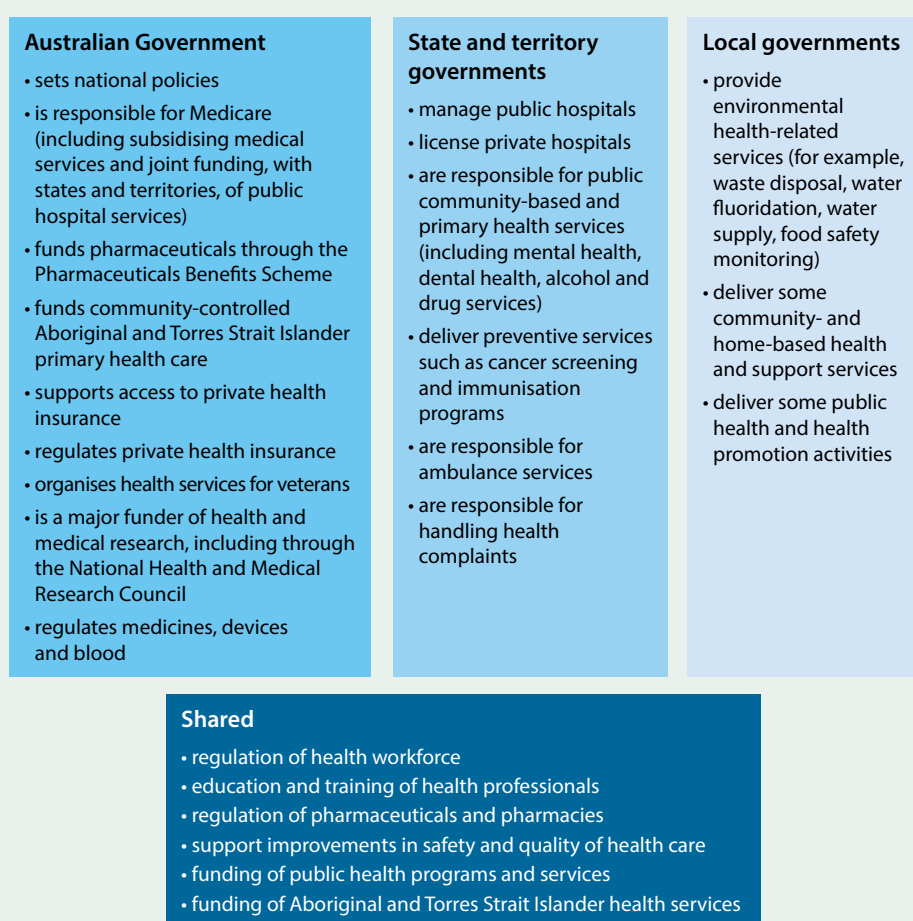 Australian Government
• sets national policies
• is responsible for Medicare
(including subsidising medical
services and joint funding, with
states and territories, of public
hospital services)
• funds pharmaceuticals through the
Pharmaceuticals Benefits Scheme
• funds community-controlled
Aboriginal and Torres Strait Islander
primary health care
• supports access to private health
insurance
• regulates private health insurance
• organises health services for veterans
• is a major funder of health and
medical research, including through
the National Health and Medical
Research Council
• regulates medicines, devices
and blood
State and territory
governments
• manage public hospitals
• license private hospitals
• are responsible for public
community-based and
primary health services
(including mental health,
dental health, alcohol and
drug services)
• deliver preventive services
such as cancer screening
and immunisation
programs
• are responsible for
ambulance services
• are responsible for
handling health
complaints
Local governments
• provide
environmental
health-related
services (for example,
waste disposal, water
fluoridation, water
supply, food safety
monitoring)
• deliver some
community- and
home-based health
and support services
• deliver some public
health and health
promotion activities
Shared
• regulation of health workforce
• education and training of health professionals
• regulation of pharmaceuticals and pharmacies
• support improvements in safety and quality of health care
• funding of public health programs and services
• funding of Aboriginal and Torres Strait Islander health services